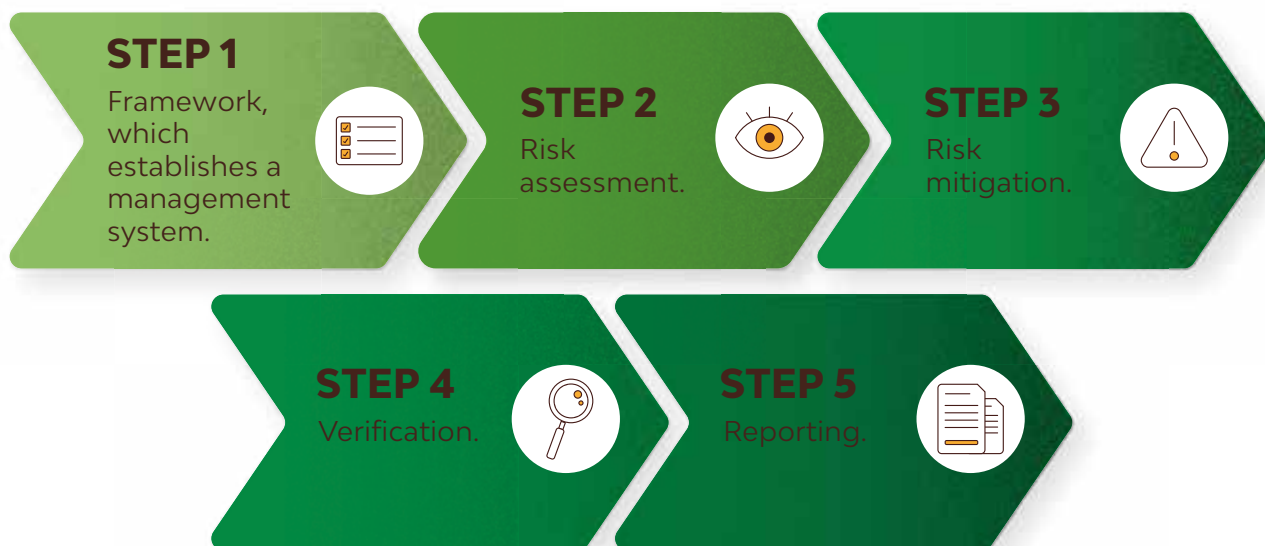 STEP 1
Framework,
which
establishes a
management
system.
STEP 2
Risk
assessment.
STEP 3
Risk
mitigation.
STEP 4
Verification.
STEP 5
Reporting.